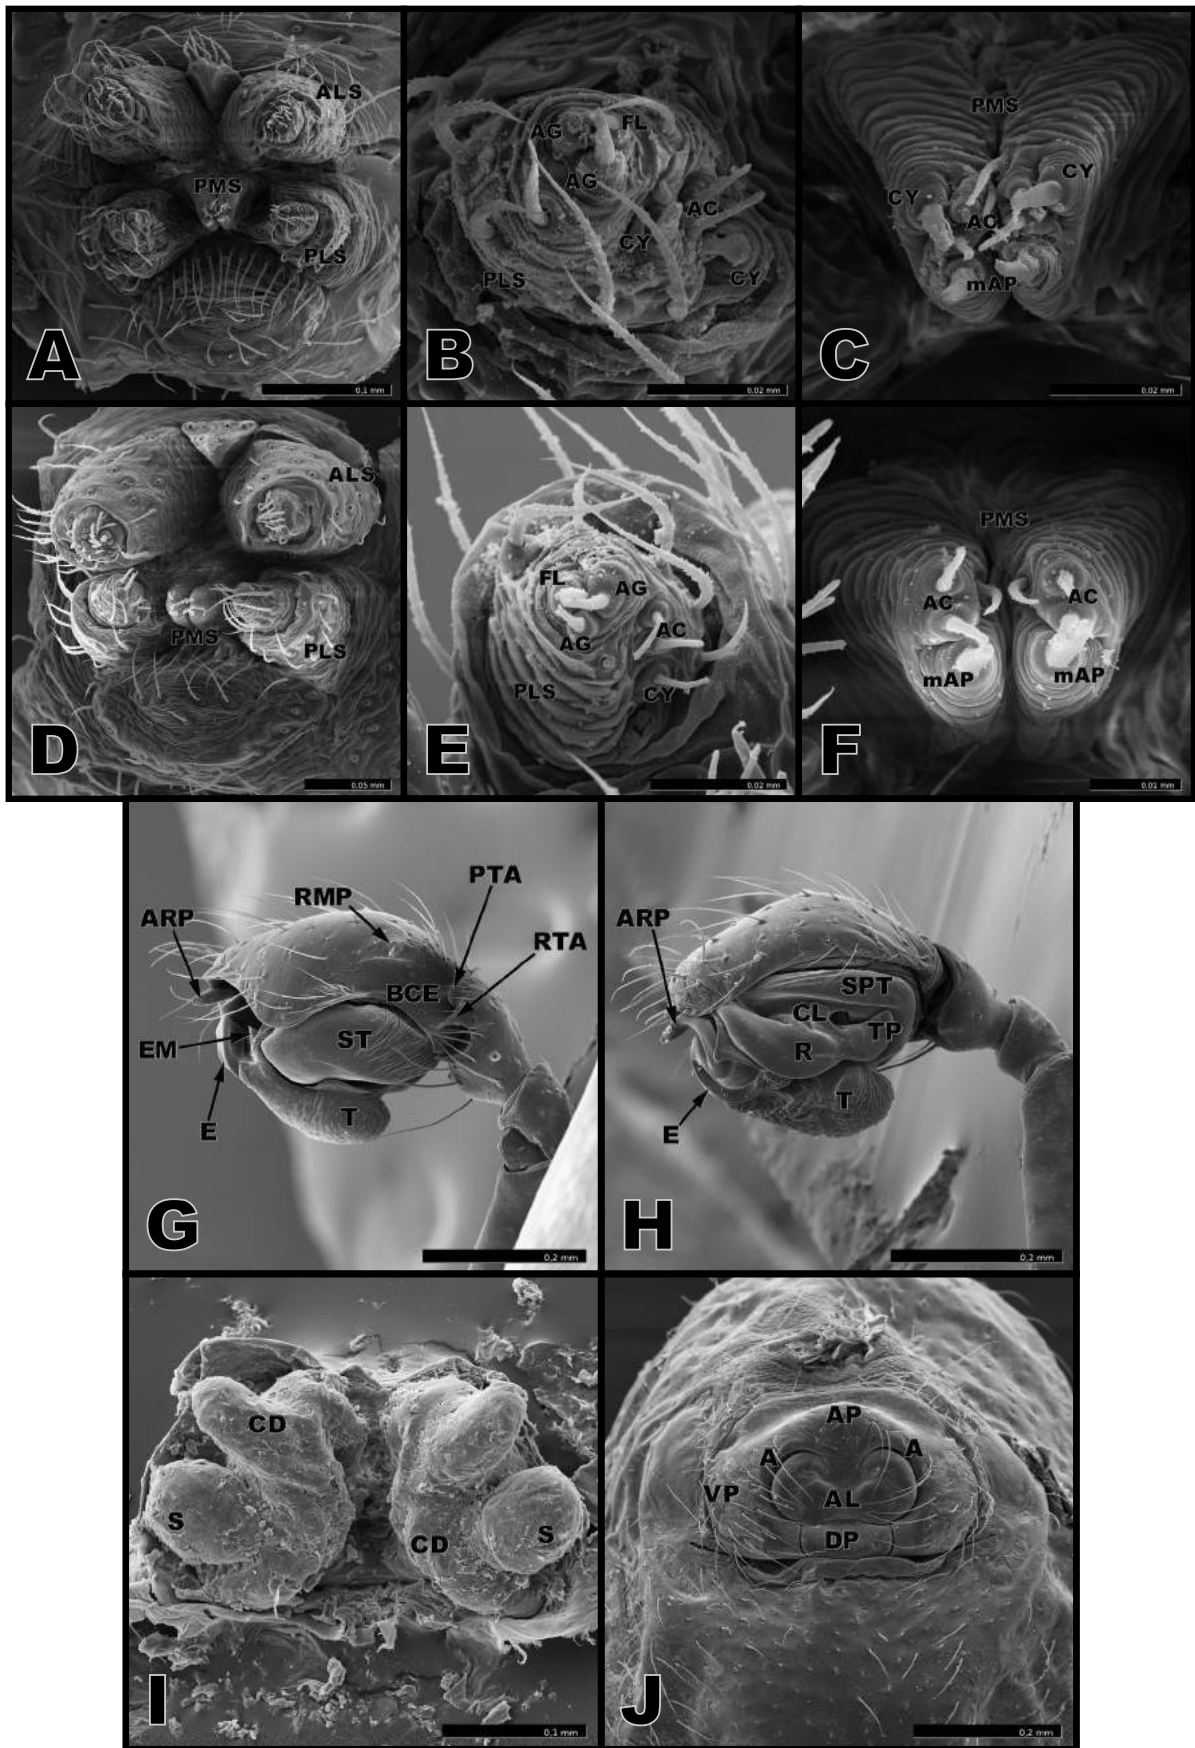 ALS
PMS
PLS
A
0.1 mm
AG FL
AG
AC
CY
PLS CY
B
0.02 mm
PMS
CY CY
AC
mAP
C
0.02 mm
ALS
PMS
PLS
D
0.05 mm
FL AG
AG AC
PLS CY
E
0.02 mm
PMS
AC AC
mAP mAP
F
0.01 mm
PTA
RMP
ARP
RTA
BCE
ST
EM
T
E
G
0,2 mm
ARP
SPT
CL TP
R
T
E
H
0,2 mm
CD
S S
CD
I
0,1 mm
AP
A A
VP AL
DP
J
0,2 mm